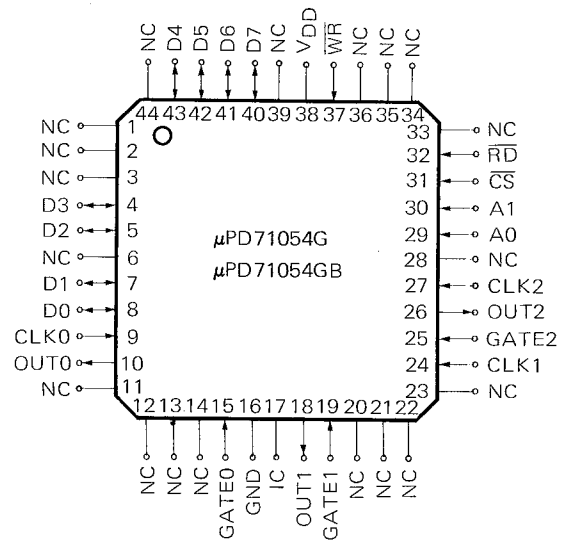 NC D4 D5 D6 D7 NC VDD WR NC NC NC
44 43 42 41 40 39 38 37 36 35 34
NC 1 33 NC
NC 2 32 RD
NC 3 31 CS
D3 4 30 A1
D2 5 29 A0
NC 6 28 NC
D1 7 27 CLK2
D0 8 26 OUT2
CLK0 9 25 GATE2
OUT0 10 24 CLK1
NC 11 23 NC
μPD71054G
μPD71054GB
12 13 14 15 16 17 18 19 20 21 22
NC NC NC GATE0 GND IC OUT1 GATE1 NC NC NC